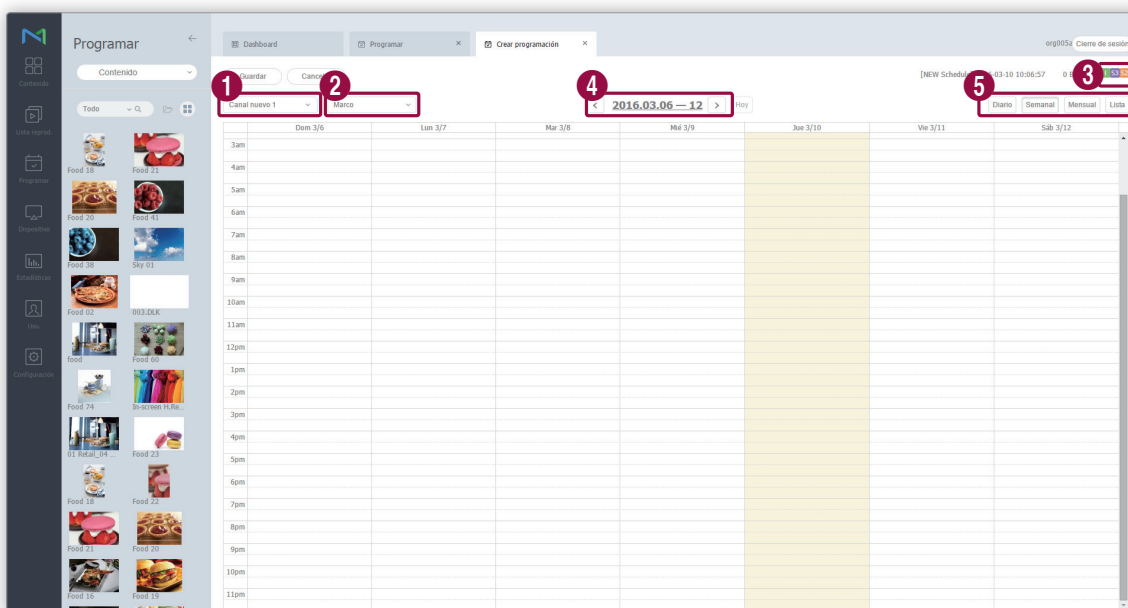 Programar
Dashboard
Programar
Crear programación
org005a
Cierre de sesión
Contenido
Contenido
Guardar
[NEW Schedul
03-10 10:06:57
3
1
2
4
5
Todo
Canal nuevo 1
Marco
2016.03.06 — 12
Hoy
Diario
Semanal
Mensual
Lista
Lista reprod.
Dom 3/6
Lun 3/7
Mar 3/8
Mié 3/9
Jue 3/10
Vie 3/11
Sáb 3/12
3am
4am
5am
6am
7am
8am
9am
10am
11am
12pm
1pm
2pm
3pm
4pm
5pm
6pm
7pm
8pm
9pm
10pm
11pm
Programar
Dispositivo
Estadísticas
Configuración
Food 18
Food 21
Food 20
Food 41
Food 38
Sky 01
Food 02
003.DLK
food
Food 60
Food 74
In-screen H.Re...
01 Retail_04 ...
Food 23
Food 18
Food 22
Food 21
Food 20
Food 16
Food 19